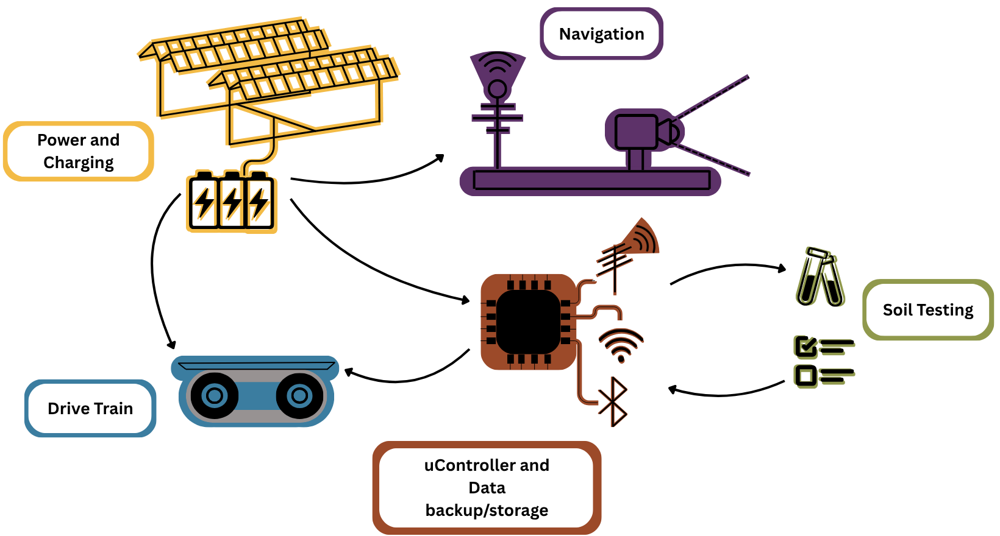 Navigation
Power and
Charging
Soil Testing
Drive Train
uController and
Data
backup/storage